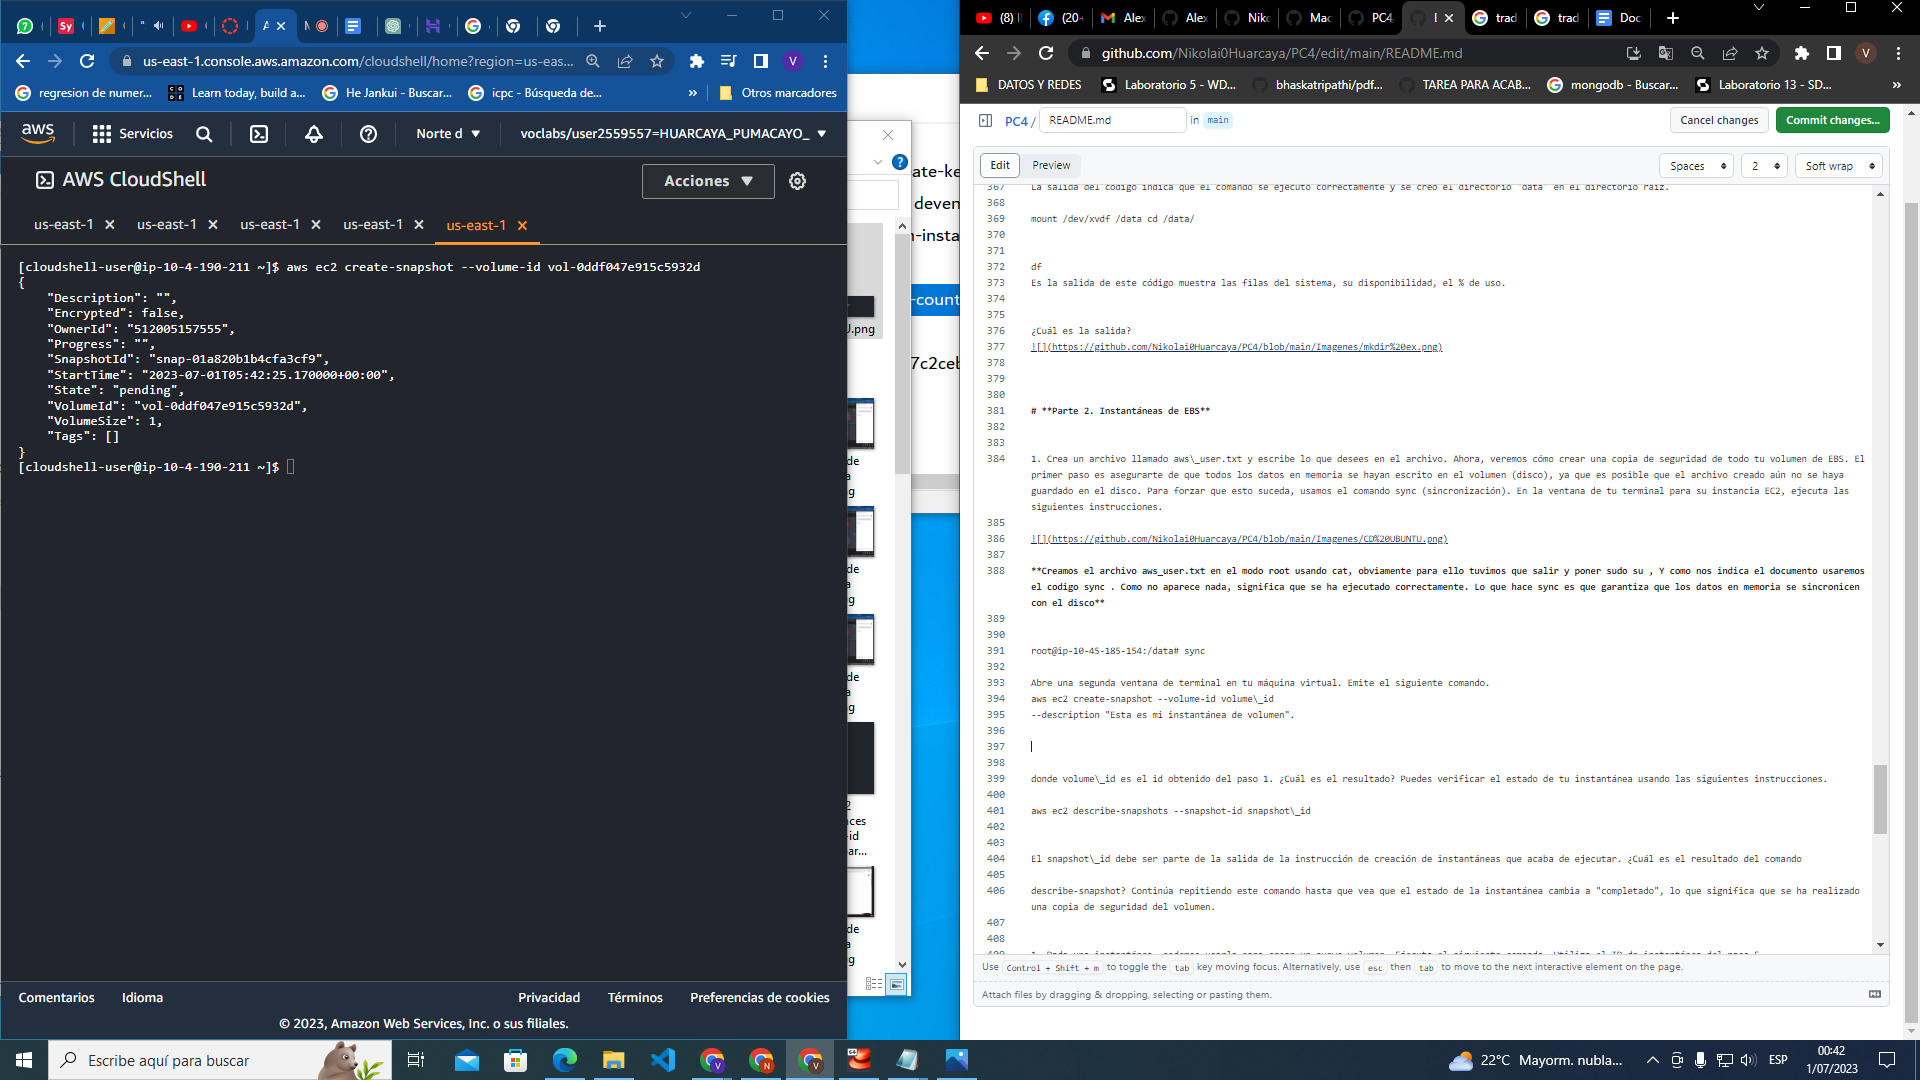 us-east-1.console.aws.amazon.com/cloudshell/home?region=us-eas...
regresion de numer...
Learn today, build a...
He Jankui - Buscar...
icpc - Búsqueda de...
»
Otros marcadores
aws
Servicios
Norte d
voclabs/user2559557=HUARCAYA_PUMACAYO_
AWS CloudShell
Acciones
us-east-1
us-east-1
us-east-1
us-east-1
us-east-1
[cloudshell-user@ip-10-4-190-211 ~]$ aws ec2 create-snapshot --volume-id vol-0ddf047e915c5932d
{
"Description": "",
"Encrypted": false,
"OwnerId": "512005157555",
"Progress": "",
"SnapshotId": "snap-01a820b1b4cfa3cf9",
"StartTime": "2023-07-01T05:42:25.170000+00:00",
"State": "pending",
"VolumeId": "vol-0ddf047e915c5932d",
"VolumeSize": 1,
"Tags": []
}
[cloudshell-user@ip-10-4-190-211 ~]$
Comentarios
Idioma
Privacidad
Términos
Preferencias de cookies
© 2023, Amazon Web Services, Inc. o sus filiales.
ate-ke
deven
n-insta
-count
J.png
7c2ceb
de
a
g
de
a
g
de
a
g
2
nces
-id
ar...
de
a
g
(8) I
(20+
Alex
Alex
Niko
Mac
PC4
trad
trad
Doc
github.com/Nikolai0Huarcaya/PC4/edit/main/README.md
DATOS Y REDES
Laboratorio 5 - WD...
bhaskatripathi/pdf...
TAREA PARA ACAB...
mongodb - Buscar...
Laboratorio 13 - SD...
»
PC4 / README.md in main
Cancel changes
Commit changes...
Edit
Preview
Spaces
2
Soft wrap
367 La salida del codigo indica que el comando se ejecuto correctamente y se creo el directorio "data" en el directorio raiz.
368
369 mount /dev/xvdf /data cd /data/
370
371
372 df
373 Es la salida de este código muestra las filas del sistema, su disponibilidad, el % de uso.
374
375
376 ¿Cuál es la salida?
377 ![](https://github.com/Nikolai0Huarcaya/PC4/blob/main/Imagenes/mkdir%20ex.png)
378
379
380
381 # **Parte 2. Instantáneas de EBS**
382
383
384 1. Crea un archivo llamado aws\_user.txt y escribe lo que desees en el archivo. Ahora, veremos cómo crear una copia de seguridad de todo tu volumen de EBS. El
primer paso es asegurarte de que todos los datos en memoria se hayan escrito en el volumen (disco), ya que es posible que el archivo creado aún no se haya
guardado en el disco. Para forzar que esto suceda, usamos el comando sync (sincronización). En la ventana de tu terminal para su instancia EC2, ejecuta las
siguientes instrucciones.
385
386 ![](https://github.com/Nikolai0Huarcaya/PC4/blob/main/Imagenes/CD%20UBUNTU.png)
387
388 **Creamos el archivo aws_user.txt en el modo root usando cat, obviamente para ello tuvimos que salir y poner sudo su , Y como nos indica el documento usaremos
el codigo sync . Como no aparece nada, significa que se ha ejecutado correctamente. Lo que hace sync es que garantiza que los datos en memoria se sincronicen
con el disco**
389
390
391 root@ip-10-45-185-154:/data# sync
392
393 Abre una segunda ventana de terminal en tu máquina virtual. Emite el siguiente comando.
394 aws ec2 create-snapshot --volume-id volume\_id
395 --description "Esta es mi instantánea de volumen".
396
397
398
399 donde volume\_id es el id obtenido del paso 1. ¿Cuál es el resultado? Puedes verificar el estado de tu instantánea usando las siguientes instrucciones.
400
401 aws ec2 describe-snapshots --snapshot-id snapshot\_id
402
403
404 El snapshot\_id debe ser parte de la salida de la instrucción de creación de instantáneas que acaba de ejecutar. ¿Cuál es el resultado del comando
405
406 describe-snapshot? Continúa repitiendo este comando hasta que vea que el estado de la instantánea cambia a "completado", lo que significa que se ha realizado
una copia de seguridad del volumen.
407
408
Use Control + Shift + m to toggle the tab key moving focus. Alternatively, use esc then tab to move to the next interactive element on the page.
Attach files by dragging & dropping, selecting or pasting them.
Escribe aquí para buscar
22°C Mayorm. nubla...
ESP
00:42
1/07/2023